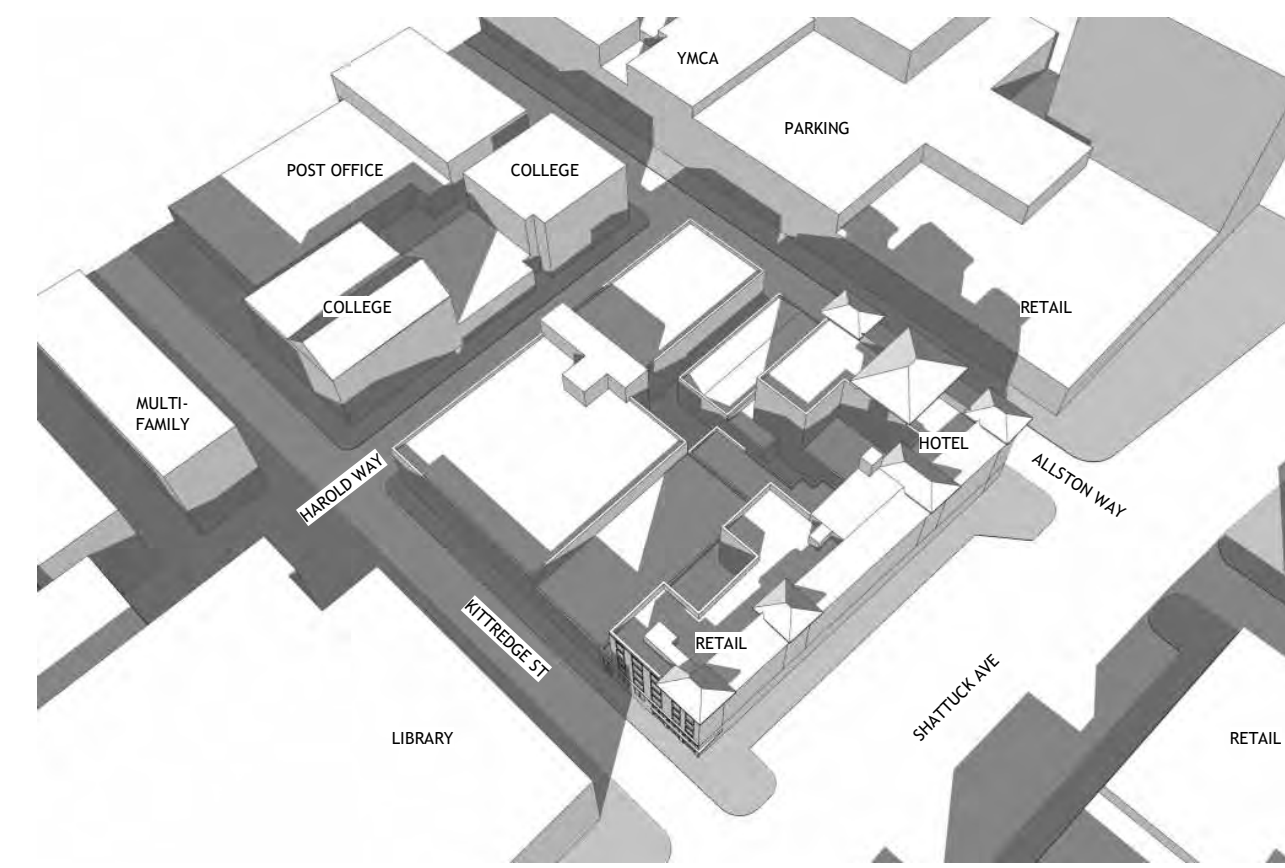 YMCA
PARKING
POST OFFICE
COLLEGE
COLLEGE
RETAIL
MULTI-
FAMILY
HOTEL
HAROLD WAY
ALLSTON WAY
KITTREDGE ST
RETAIL
SHATTUCK AVE
LIBRARY
RETAIL